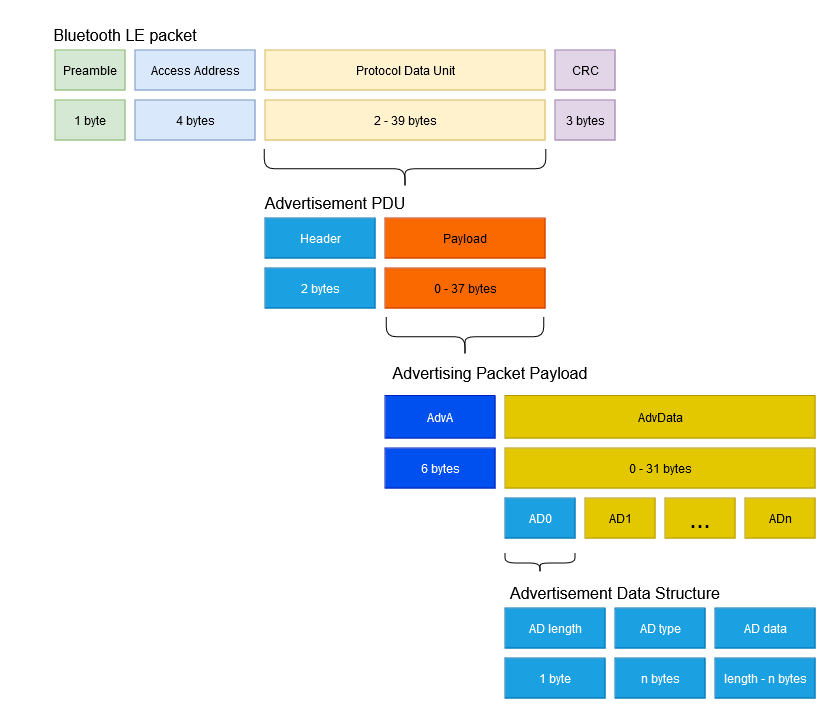 Bluetooth LE packet
Preamble Access Address Protocol Data Unit CRC
1 byte 4 bytes 2 - 39 bytes 3 bytes
Advertisement PDU
Header Payload
2 bytes 0 - 37 bytes
Advertising Packet Payload
AdvA AdvData
6 bytes 0 - 31 bytes
AD0 AD1 ... ADn
Advertisement Data Structure
AD length AD type AD data
1 byte n bytes length - n bytes